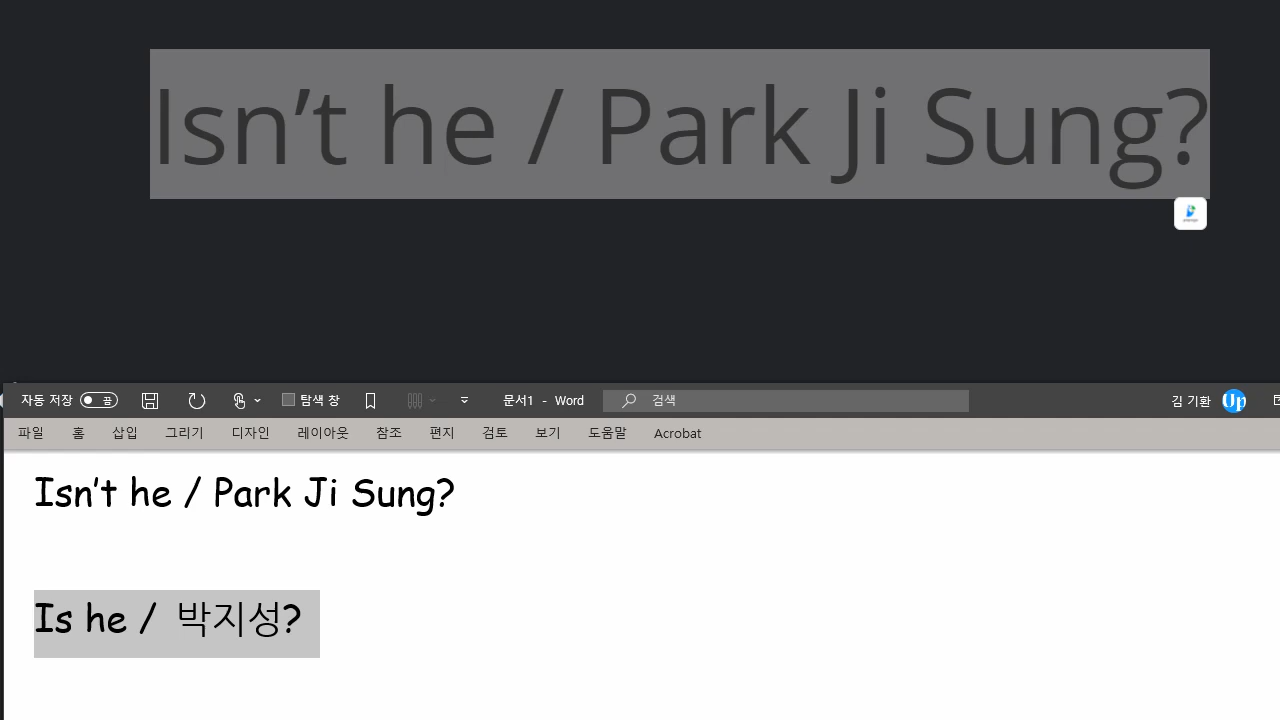 Isn’t he / Park Ji Sung?
자동 저장 끔 탐색 창 문서1 - Word 검색 김 기환 Up
파일 홈 삽입 그리기 디자인 레이아웃 참조 편지 검토 보기 도움말 Acrobat
Isn’t he / Park Ji Sung?
Is he / 박지성?